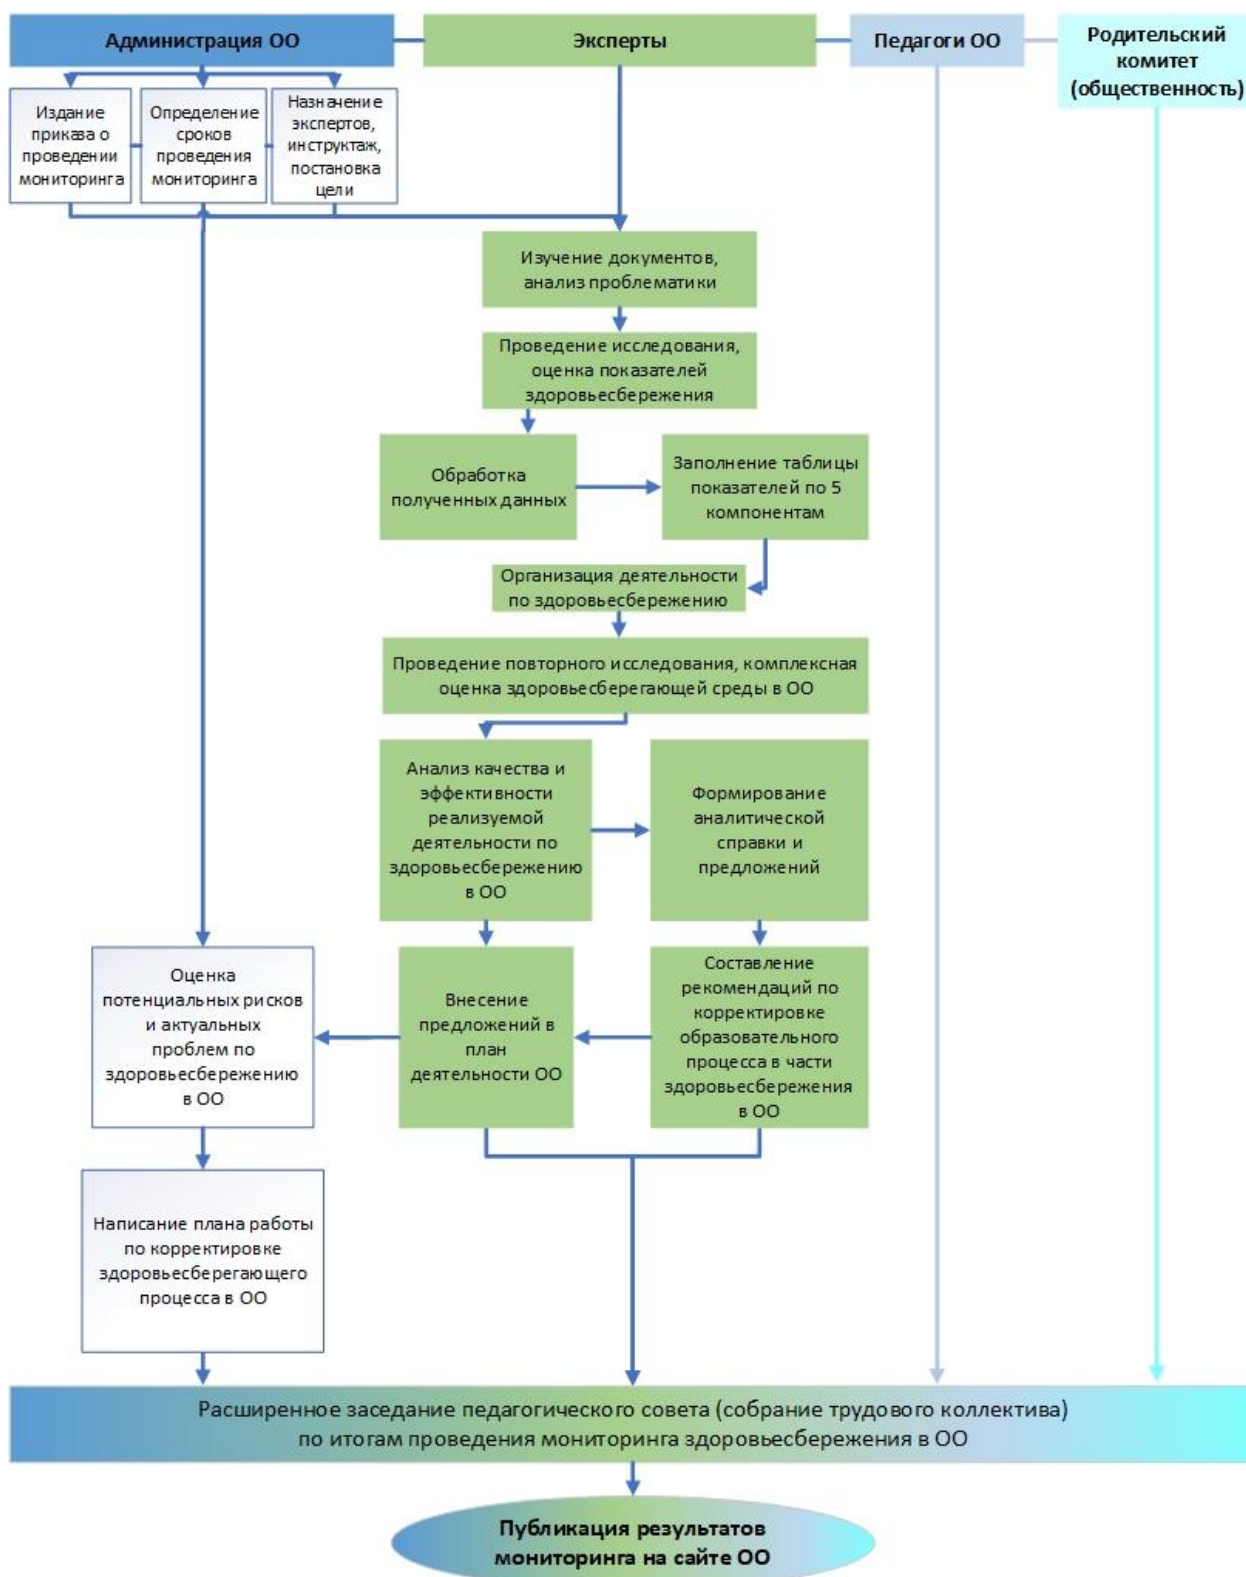 Администрация ОО
Эксперты
Педагоги ОО
Родительский
комитет
(общественность)
Издание
приказа о
проведении
мониторинга
Определение
сроков
проведения
мониторинга
Назначение
экспертов,
инструктаж,
постановка
цели
Изучение документов,
анализ проблематики
Проведение исследования,
оценка показателей
здоровьесбережения
Обработка
полученных данных
Заполнение таблицы
показателей по 5
компонентам
Организация деятельности
по здоровьесбережению
Проведение повторного исследования, комплексная
оценка здоровьесберегающей среды в ОО
Анализ качества и
эффективности
реализуемой
деятельности по
здоровьесбережению
в ОО
Формирование
аналитической
справки и
предложений
Оценка
потенциальных рисков
и актуальных
проблем по
здоровьесбережению
в ОО
Внесение
предложений в
план
деятельности ОО
Составление
рекомендаций по
корректировке
образовательного
процесса в части
здоровьесбережения
в ОО
Написание плана работы
по корректировке
здоровьесберегающего
процесса в ОО
Расширенное заседание педагогического совета (собрание трудового коллектива)
по итогам проведения мониторинга здоровьесбережения в ОО
Публикация результатов
мониторинга на сайте ОО